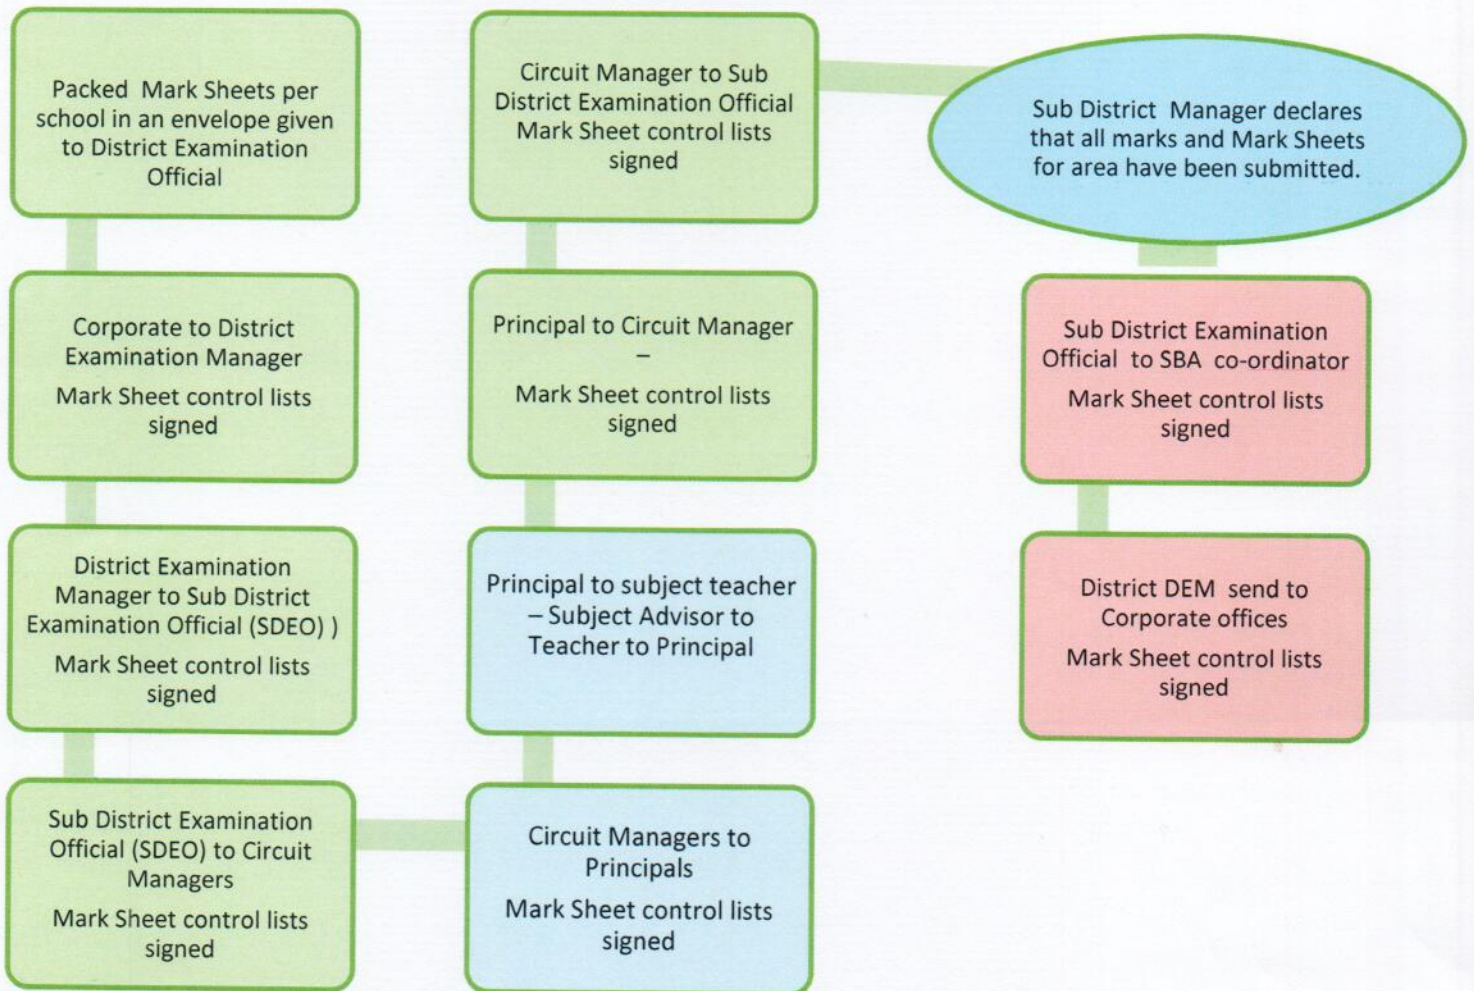 Packed Mark Sheets per
school in an envelope given
to District Examination
Official
Corporate to District
Examination Manager
Mark Sheet control lists
signed
District Examination
Manager to Sub District
Examination Official (SDEO) )
Mark Sheet control lists
signed
Sub District Examination
Official (SDEO) to Circuit
Managers
Mark Sheet control lists
signed
Circuit Managers to
Principals
Mark Sheet control lists
signed
Principal to subject teacher
– Subject Advisor to
Teacher to Principal
Principal to Circuit Manager
–
Mark Sheet control lists
signed
Circuit Manager to Sub
District Examination Official
Mark Sheet control lists
signed
Sub District Manager declares
that all marks and Mark Sheets
for area have been submitted.
Sub District Examination
Official to SBA co-ordinator
Mark Sheet control lists
signed
District DEM send to
Corporate offices
Mark Sheet control lists
signed